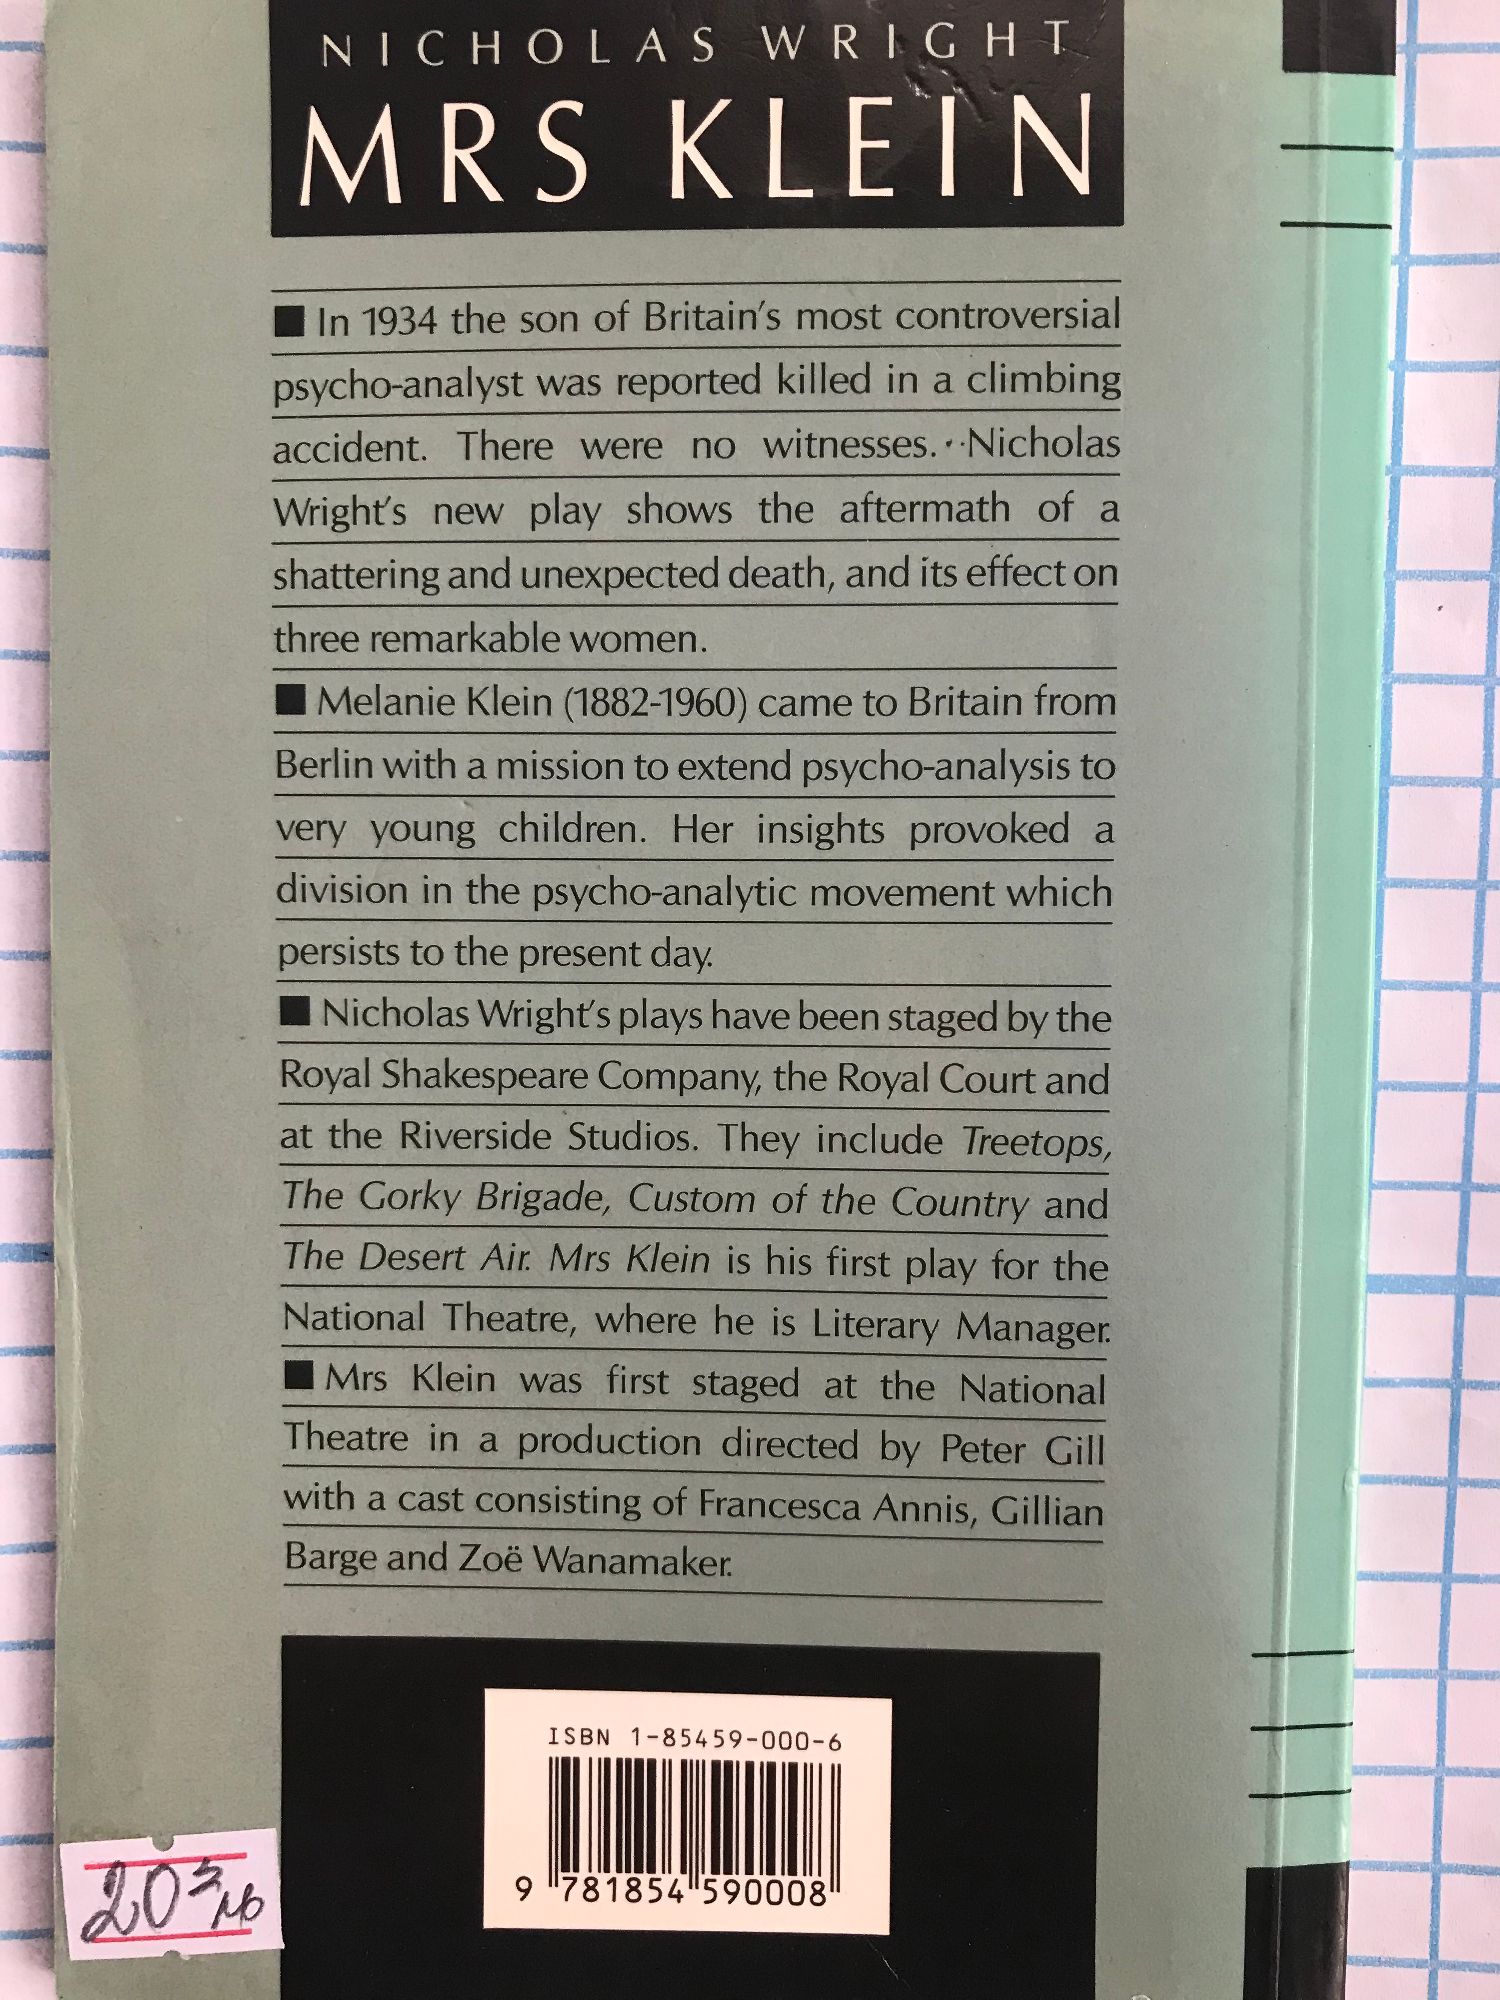 NICHOLAS WRIGHT
MRS KLEIN
■ In 1934 the son of Britain's most controversial
psycho-analyst was reported killed in a climbing
accident. There were no witnesses. Nicholas
Wright's new play shows the aftermath of a
shattering and unexpected death, and its effect on
three remarkable women.
■ Melanie Klein (1882-1960) came to Britain from
Berlin with a mission to extend psycho-analysis to
very young children. Her insights provoked a
division in the psycho-analytic movement which
persists to the present day.
■ Nicholas Wright's plays have been staged by the
Royal Shakespeare Company, the Royal Court and
at the Riverside Studios. They include Treetops,
The Gorky Brigade, Custom of the Country and
The Desert Air. Mrs Klein is his first play for the
National Theatre, where he is Literary Manager.
■ Mrs Klein was first staged at the National
Theatre in a production directed by Peter Gill
with a cast consisting of Francesca Annis, Gillian
Barge and Zoë Wanamaker.
ISBN 1-85459-000-6
9 781854 590008
20